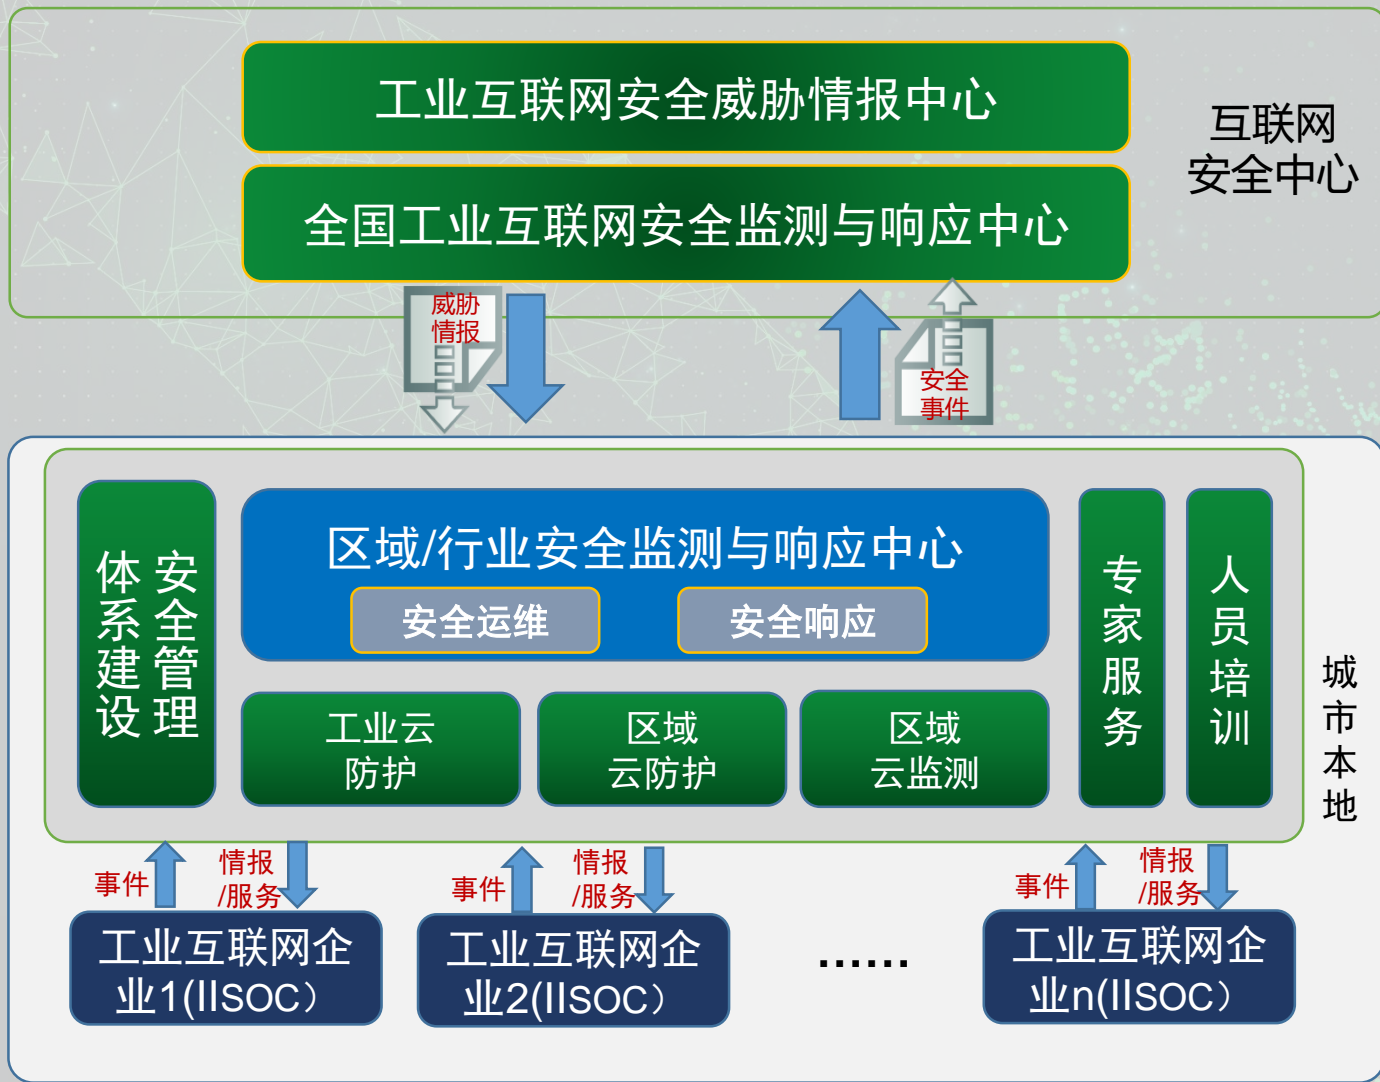 工业互联网安全威胁情报中心
全国工业互联网安全监测与响应中心
互联网
安全中心
威胁
情报
安全
事件
安全管理
体系建设
区域/行业安全监测与响应中心
安全运维
安全响应
工业云
防护
区域
云防护
区域
云监测
专家服务
人员培训
城市本地
事件
情报
/服务
事件
情报
/服务
事件
情报
/服务
工业互联网企
业1(IISOC）
工业互联网企
业2(IISOC）
......
工业互联网企
业n(IISOC）